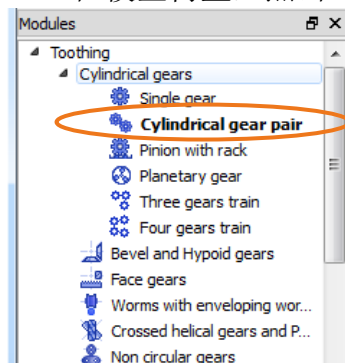 Modules
Toothing
Cylindrical gears
Single gear
Cylindrical gear pair
Pinion with rack
Planetary gear
Three gears train
Four gears train
Bevel and Hypoid gears
Face gears
Worms with enveloping wor...
Crossed helical gears and P...
Non circular gears